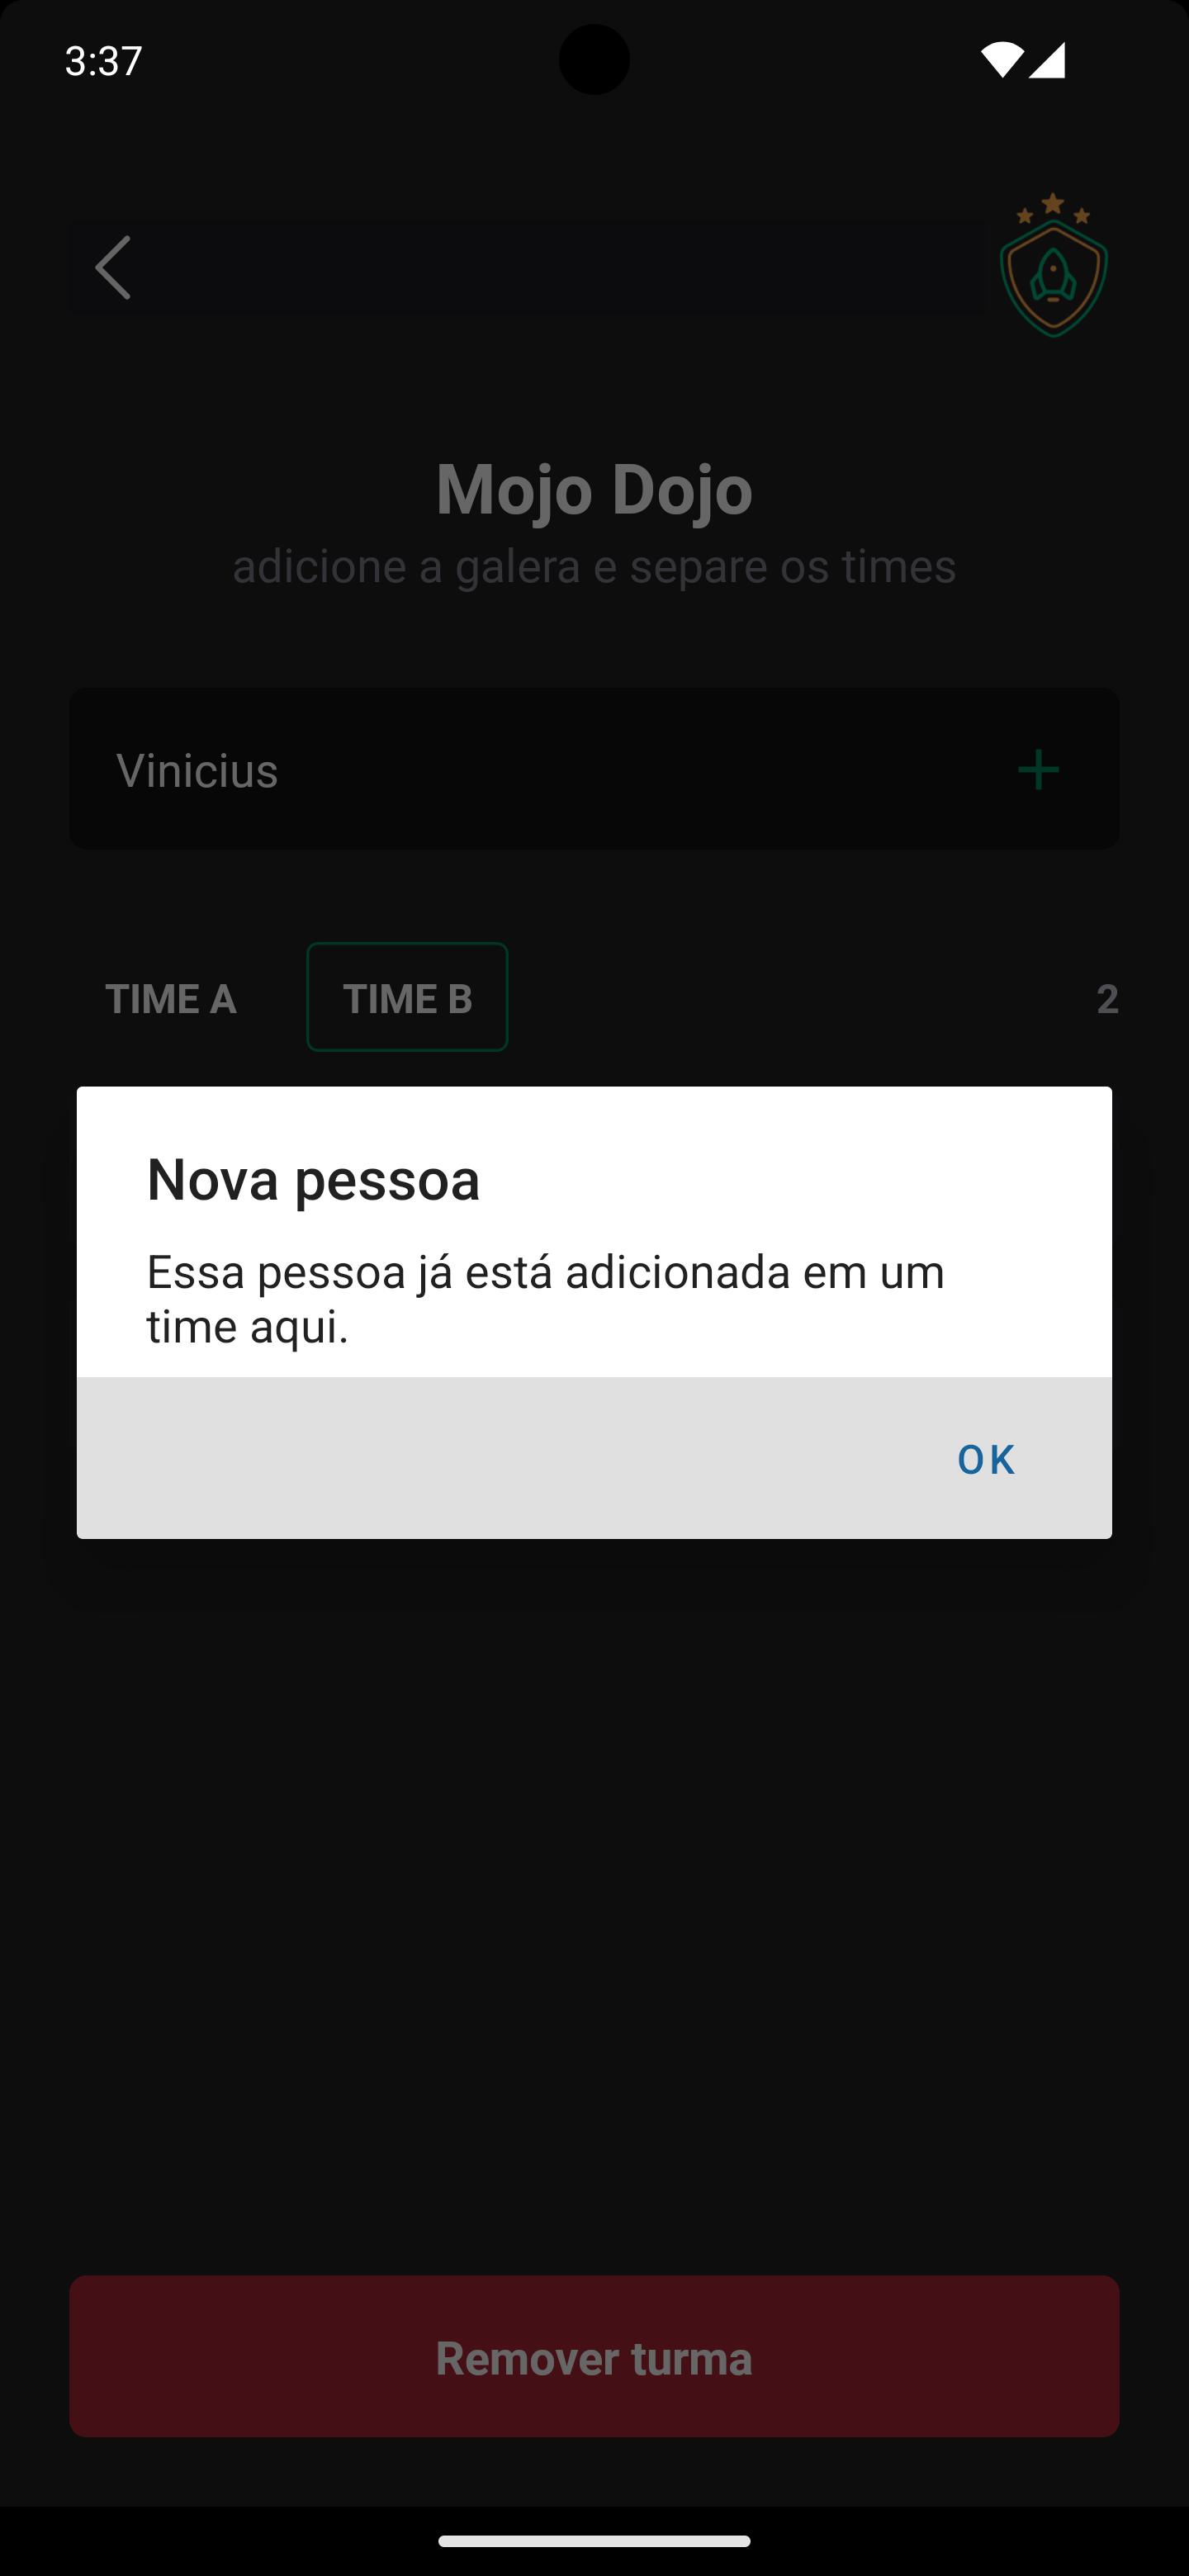 3:37
Mojo Dojo
adicione a galera e separe os times
Vinicius
TIME A
TIME B
2
Nova pessoa
Essa pessoa já está adicionada em um
time aqui.
OK
Remover turma